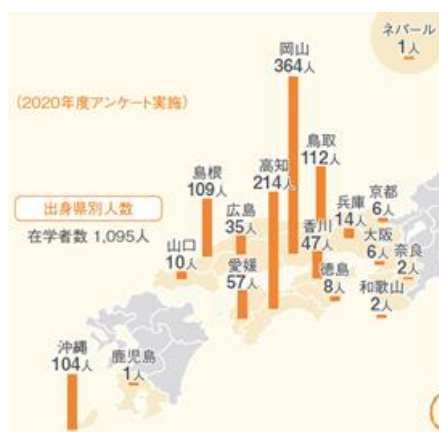 ネパール
1人
岡山
364人
(2020年度アンケート実施)
鳥取
112人
高知
214人
島根
109人
出身県別人数
在学者数 1,095人
広島
35人
兵庫
14人
京都
6人
香川
47人
大阪
6人
奈良
2人
山口
10人
愛媛
57人
徳島
8人
和歌山
2人
沖縄
104人
鹿児島
1人